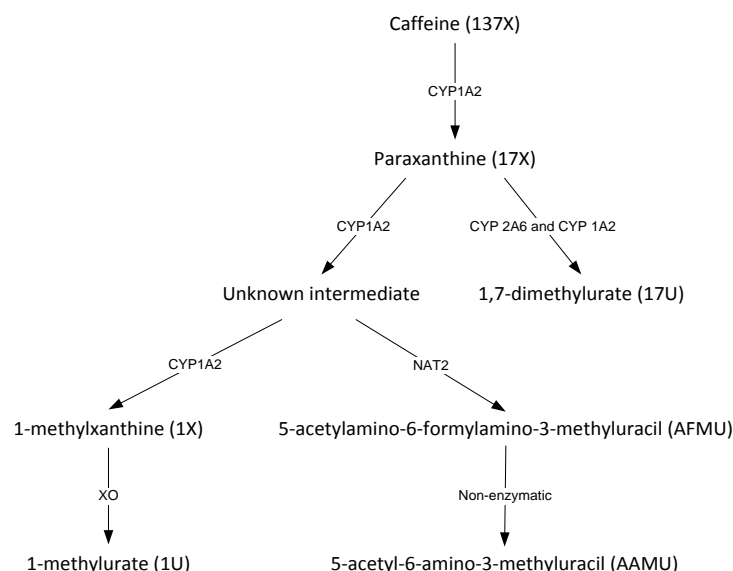 Caffeine (137X)
CYP1A2
Paraxanthine (17X)
CYP1A2
CYP 2A6 and CYP 1A2
Unknown intermediate
1,7-dimethylurate (17U)
CYP1A2
NAT2
1-methylxanthine (1X)
5-acetylamino-6-formylamino-3-methyluracil (AFMU)
XO
Non-enzymatic
1-methylurate (1U)
5-acetyl-6-amino-3-methyluracil (AAMU)